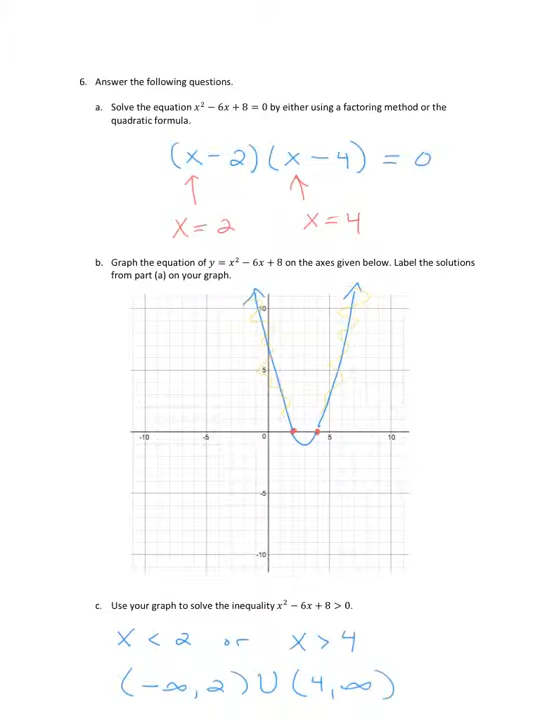 6. Answer the following questions.
a. Solve the equation x² − 6x + 8 = 0 by either using a factoring method or the
quadratic formula.
(x − 2)(x − 4) = 0
x = 2 x = 4
b. Graph the equation of y = x² − 6x + 8 on the axes given below. Label the solutions
from part (a) on your graph.
10
5
-10 -5 0 5 10
-5
-10
c. Use your graph to solve the inequality x² − 6x + 8 > 0.
x < 2 or x > 4
(−∞, 2) ∪ (4, ∞)